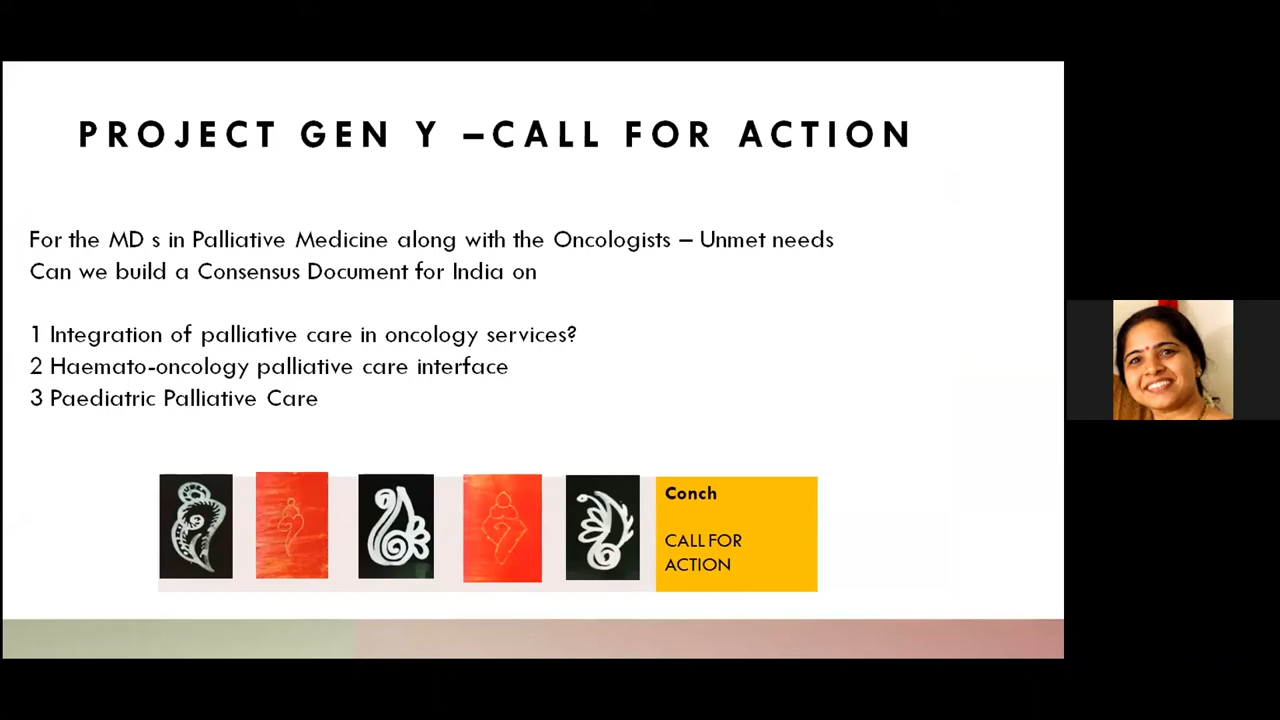 PROJECT GEN Y –CALL FOR ACTION
For the MD s in Palliative Medicine along with the Oncologists – Unmet needs
Can we build a Consensus Document for India on
1 Integration of palliative care in oncology services?
2 Haemato-oncology palliative care interface
3 Paediatric Palliative Care
Conch
CALL FOR
ACTION